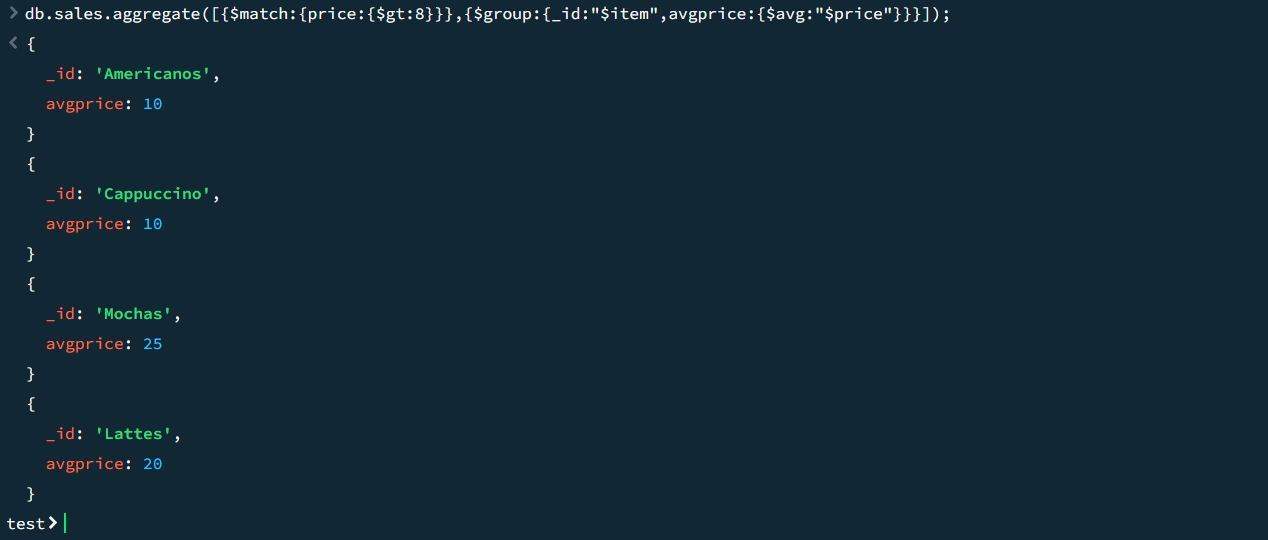 > db.sales.aggregate([{$match:{price:{$gt:8}}},{$group:{_id:"$item",avgprice:{$avg:"$price"}}}]);
< {
_id: 'Americanos',
avgprice: 10
}
{
_id: 'Cappuccino',
avgprice: 10
}
{
_id: 'Mochas',
avgprice: 25
}
{
_id: 'Lattes',
avgprice: 20
}
test>